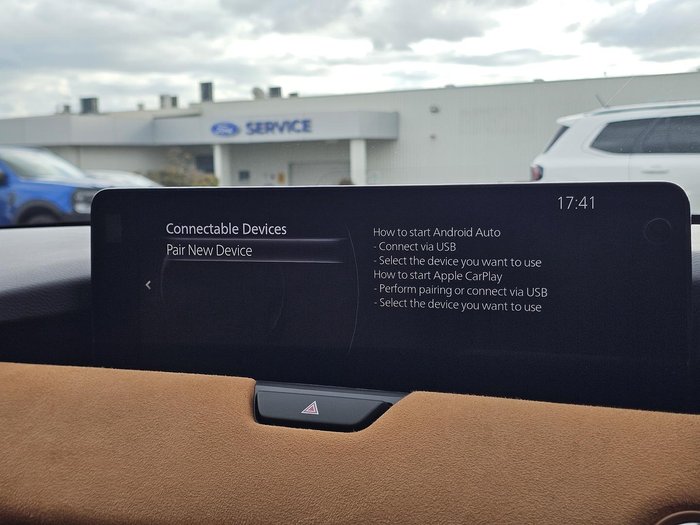 Ford SERVICE
17:41
Connectable Devices
Pair New Device
How to start Android Auto
- Connect via USB
- Select the device you want to use
How to start Apple CarPlay
- Perform pairing or connect via USB
- Select the device you want to use